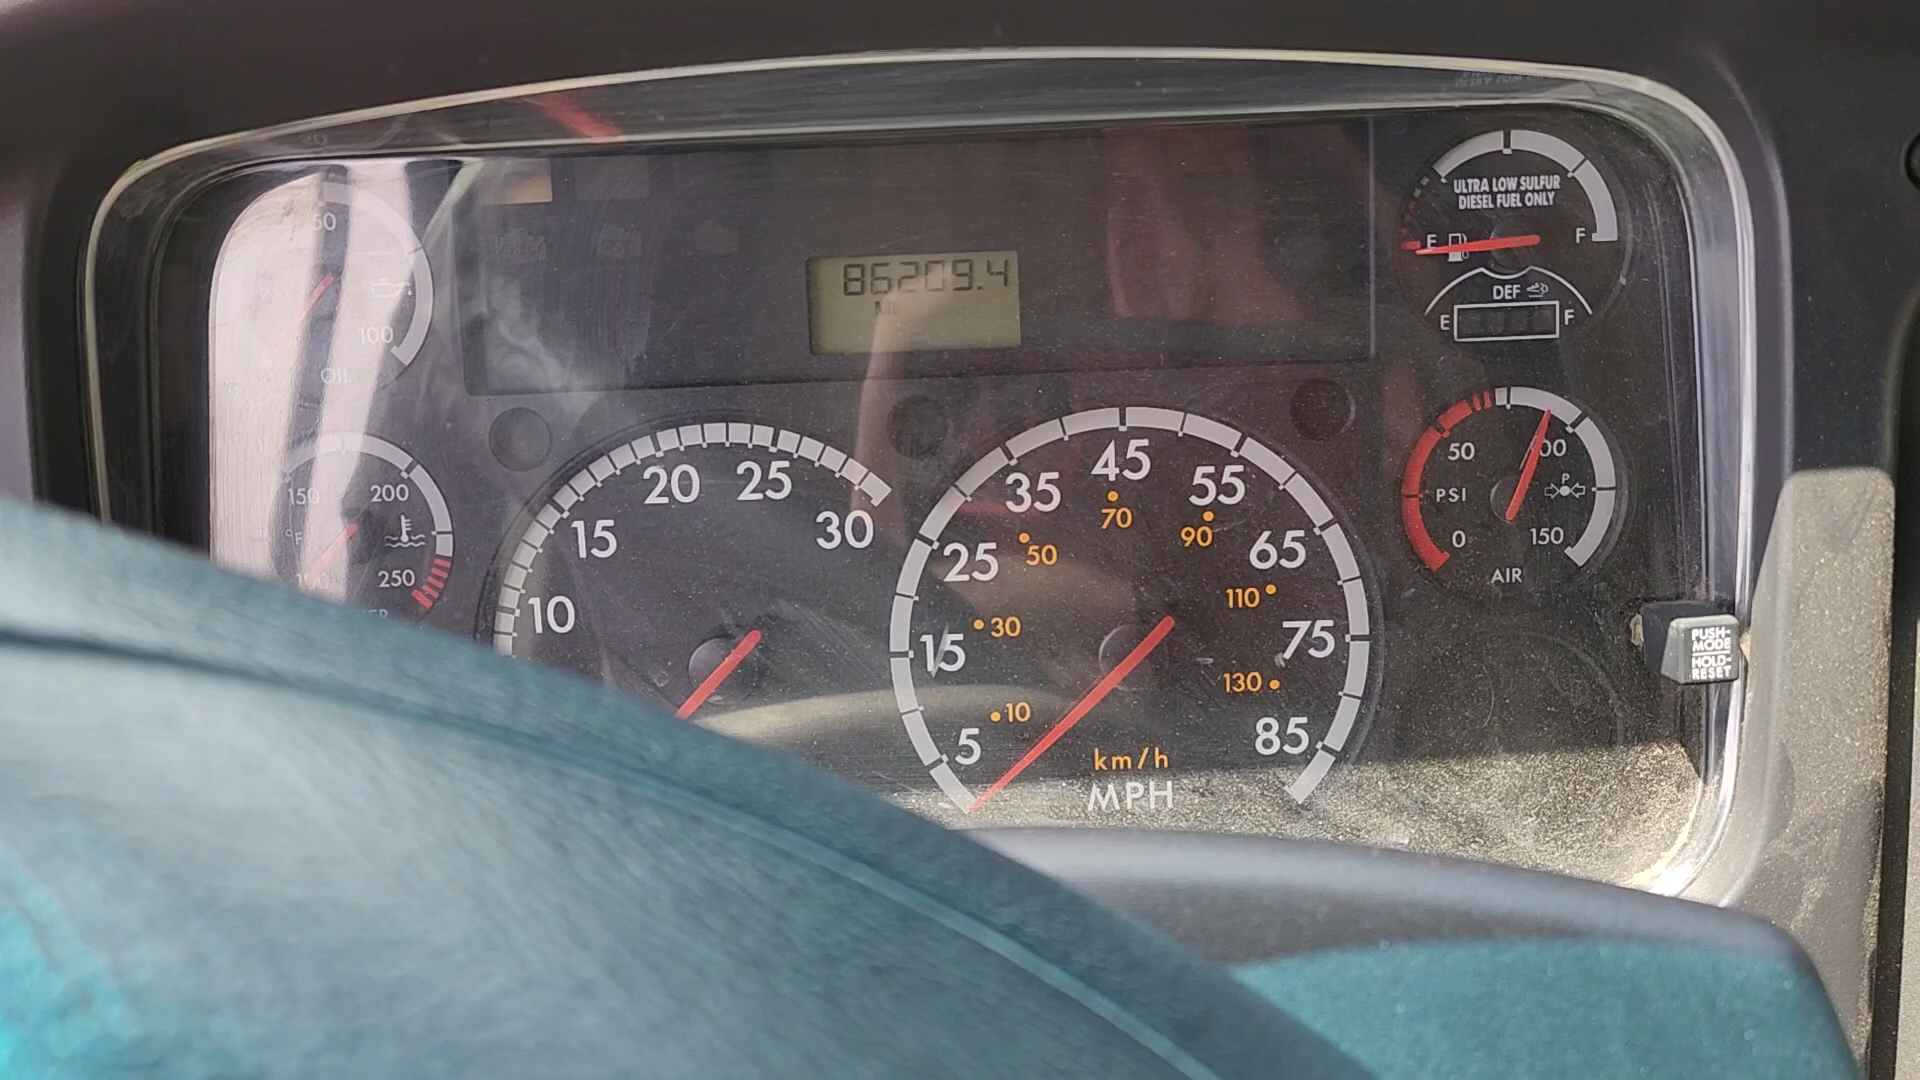 50
100
OIL
86209.4
MI
ULTRA LOW SULFUR
DIESEL FUEL ONLY
E F
DEF
E F
150 200
°F
100 250
10 15 20 25 30
5 15 25 35 45 55 65 75 85
10 30 50 70 90 110 130
km/h
MPH
50
PSI
0 150
P
AIR
PUSH-
MODE
HOLD-
RESET